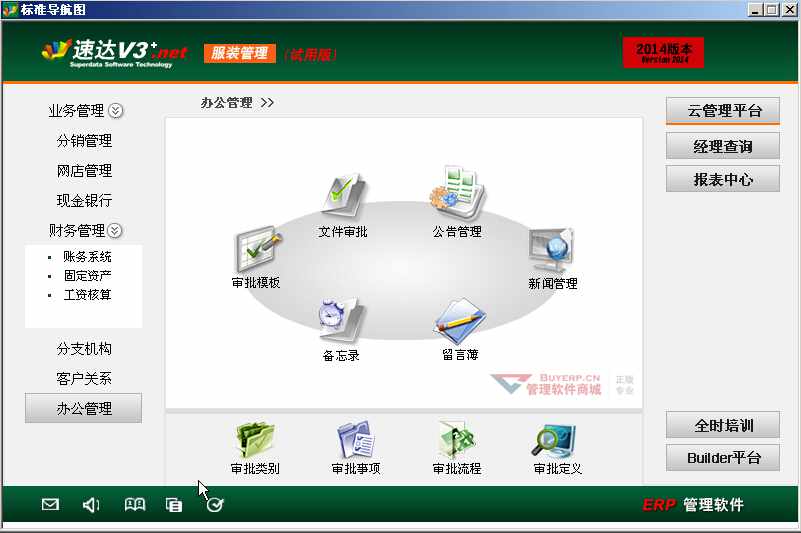 标准导航图
速达V3+.net
Superdata Software Technology
服装管理
(试用版)
2014版本
Version 2014
业务管理
分销管理
网店管理
现金银行
财务管理
账务系统
固定资产
工资核算
分支机构
客户关系
办公管理
办公管理 >>
文件审批
公告管理
审批模板
新闻管理
备忘录
留言薄
BUYERP.CN
管理软件商城
正版
专业
审批类别
审批事项
审批流程
审批定义
云管理平台
经理查询
报表中心
全时培训
Builder平台
ERP 管理软件